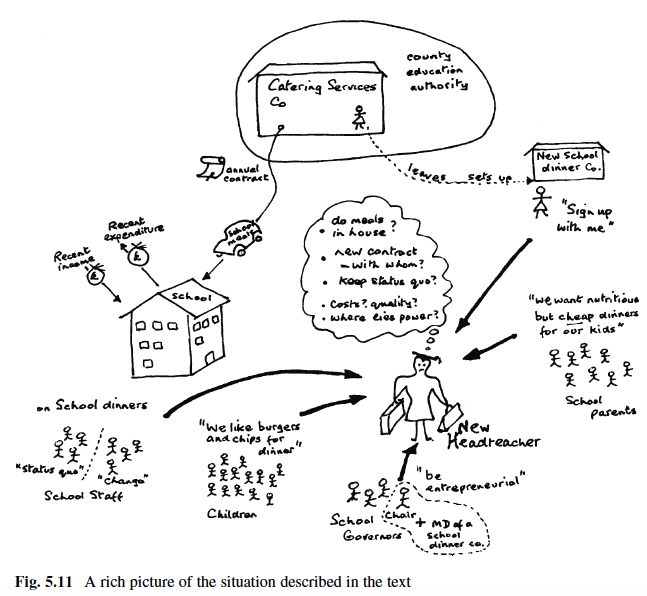 county
education
authority
Catering Services
Co
annual
contract
leaves sets up
New School
dinner Co.
"Sign up
with me"
school
meals
Recent
expenditure
£
Recent
income
£
School
do meals
in house?
• new contract
– with whom?
• Keep status quo?
• costs? quality?
• where lies power?
"we want nutritious
but cheap dinners
for our kids"
School
parents
on School dinners
"status quo"
"change"
School Staff
"We like burgers
and chips for
dinner"
Children
New
Headteacher
"be
entrepreneurial"
School
Governors
Chair
+ MD of a
school
dinner co.
Fig. 5.11 A rich picture of the situation described in the text